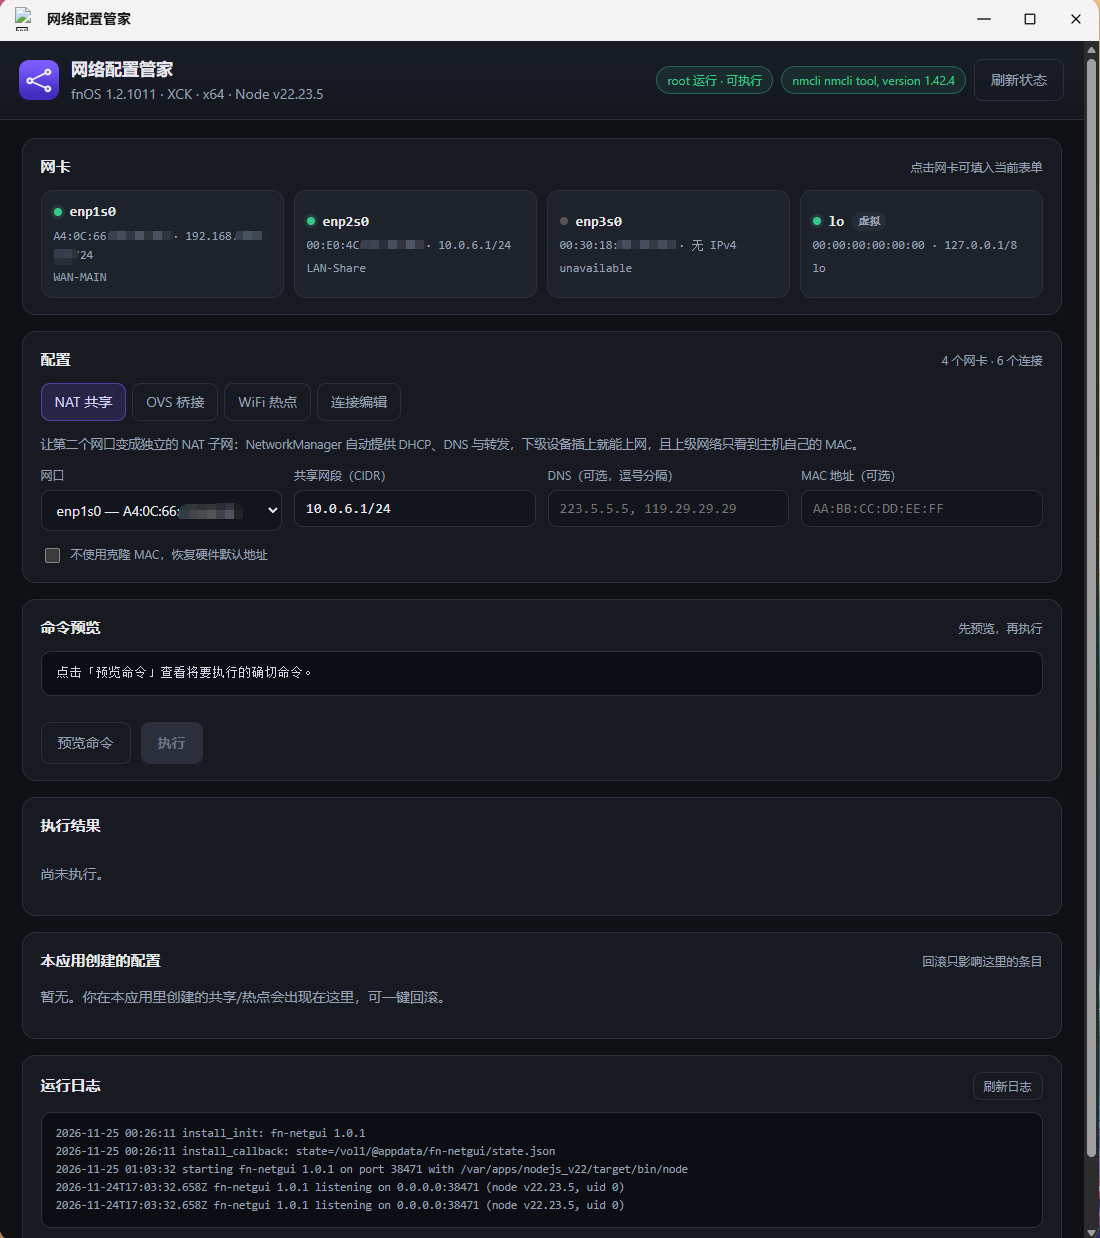 网络配置管家
网络配置管家
fnOS 1.2.1011 · XCK · x64 · Node v22.23.5
root 运行 · 可执行
nmcli nmcli tool, version 1.42.4
刷新状态
网卡
点击网卡可填入当前表单
enp1s0
A4:0C:66 · 192.168.
/24
WAN-MAIN
enp2s0
00:E0:4C · 10.0.6.1/24
LAN-Share
enp3s0
00:30:18: · 无 IPv4
unavailable
lo 虚拟
00:00:00:00:00:00 · 127.0.0.1/8
lo
配置
4 个网卡 · 6 个连接
NAT 共享
OVS 桥接
WiFi 热点
连接编辑
让第二个网口变成独立的 NAT 子网：NetworkManager 自动提供 DHCP、DNS 与转发，下级设备插上就能上网，且上级网络只看到主机自己的 MAC。
网口
共享网段（CIDR）
DNS（可选，逗号分隔）
MAC 地址（可选）
enp1s0 — A4:0C:66:
10.0.6.1/24
223.5.5.5, 119.29.29.29
AA:BB:CC:DD:EE:FF
不使用克隆 MAC，恢复硬件默认地址
命令预览
先预览，再执行
点击「预览命令」查看将要执行的确切命令。
预览命令
执行
执行结果
尚未执行。
本应用创建的配置
回滚只影响这里的条目
暂无。你在本应用里创建的共享/热点会出现在这里，可一键回滚。
运行日志
刷新日志
2026-11-25 00:26:11 install_init: fn-netgui 1.0.1
2026-11-25 00:26:11 install_callback: state=/vol1/@appdata/fn-netgui/state.json
2026-11-25 01:03:32 starting fn-netgui 1.0.1 on port 38471 with /var/apps/nodejs_v22/target/bin/node
2026-11-24T17:03:32.658Z fn-netgui 1.0.1 listening on 0.0.0.0:38471 (node v22.23.5, uid 0)
2026-11-24T17:03:32.658Z fn-netgui 1.0.1 listening on 0.0.0.0:38471 (node v22.23.5, uid 0)